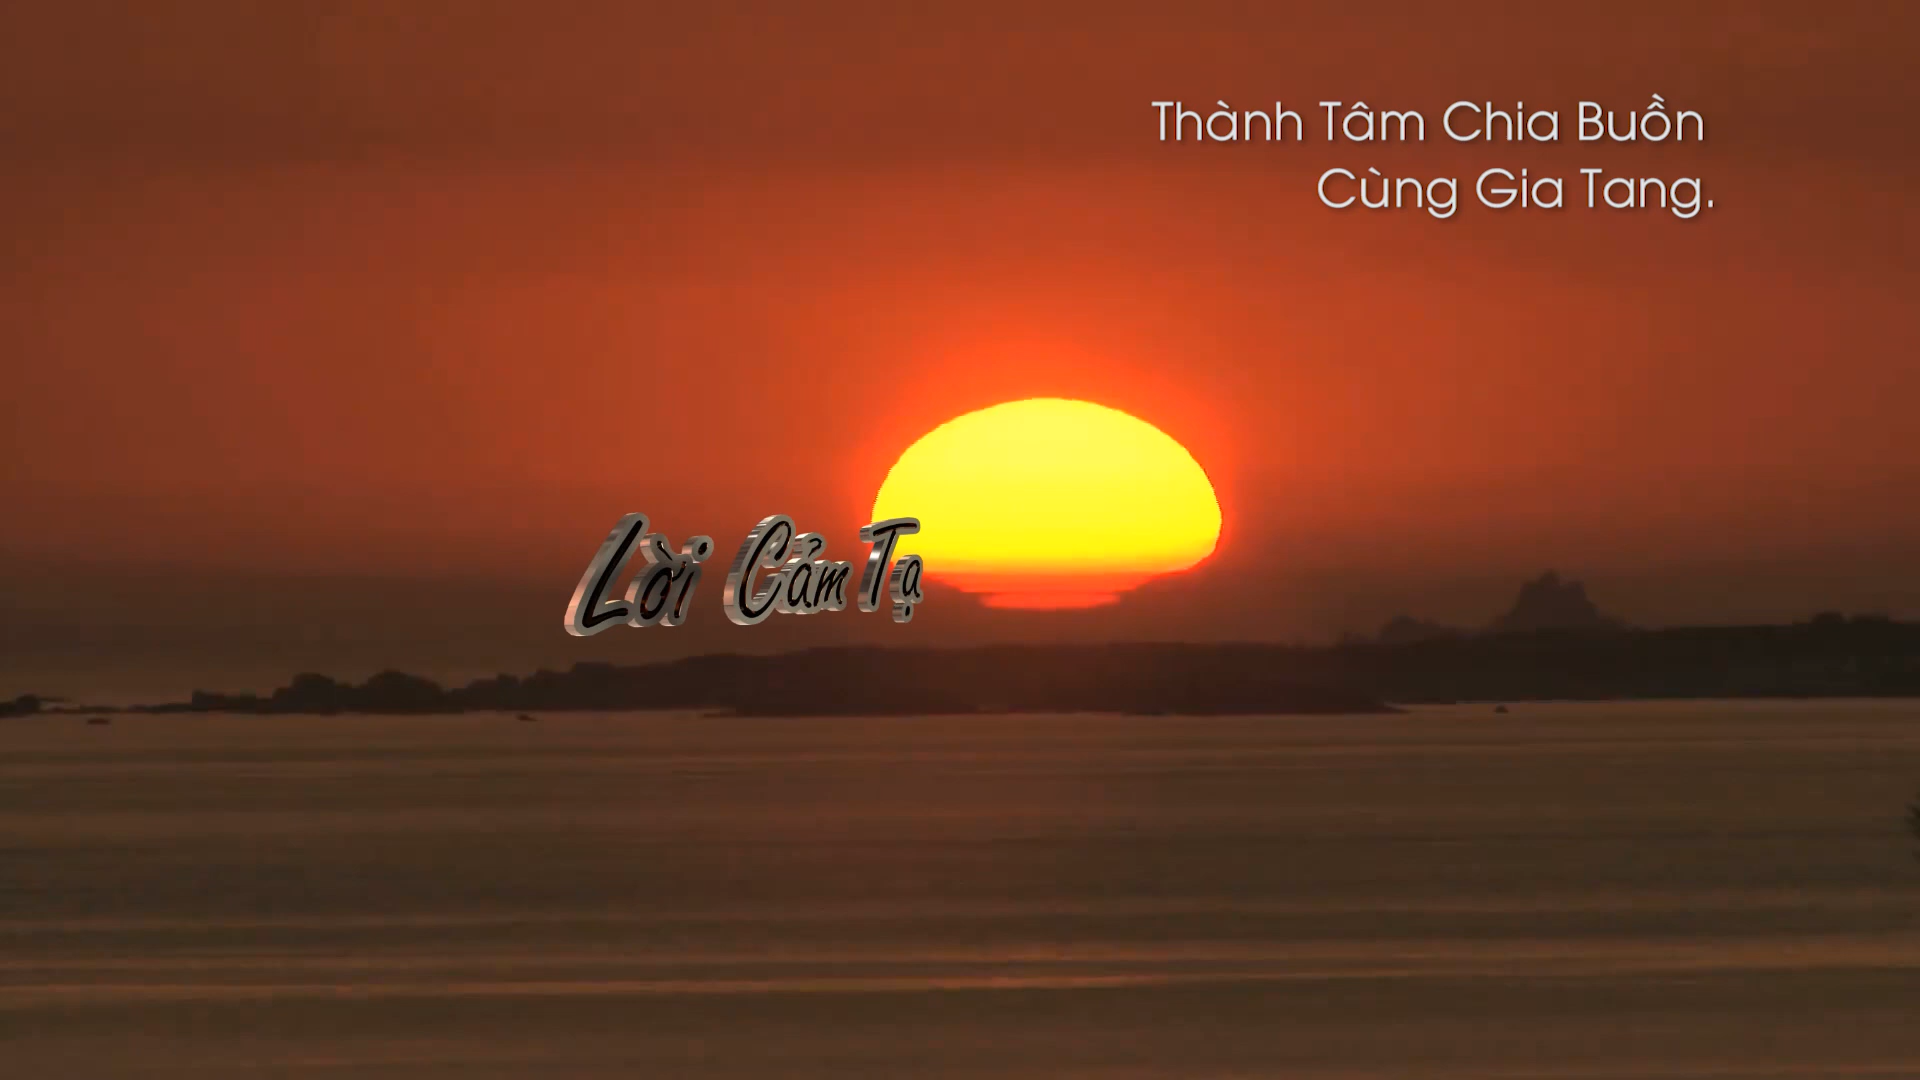 Thành Tâm Chia Buồn
Cùng Gia Tang.
Lời Cảm Tạ